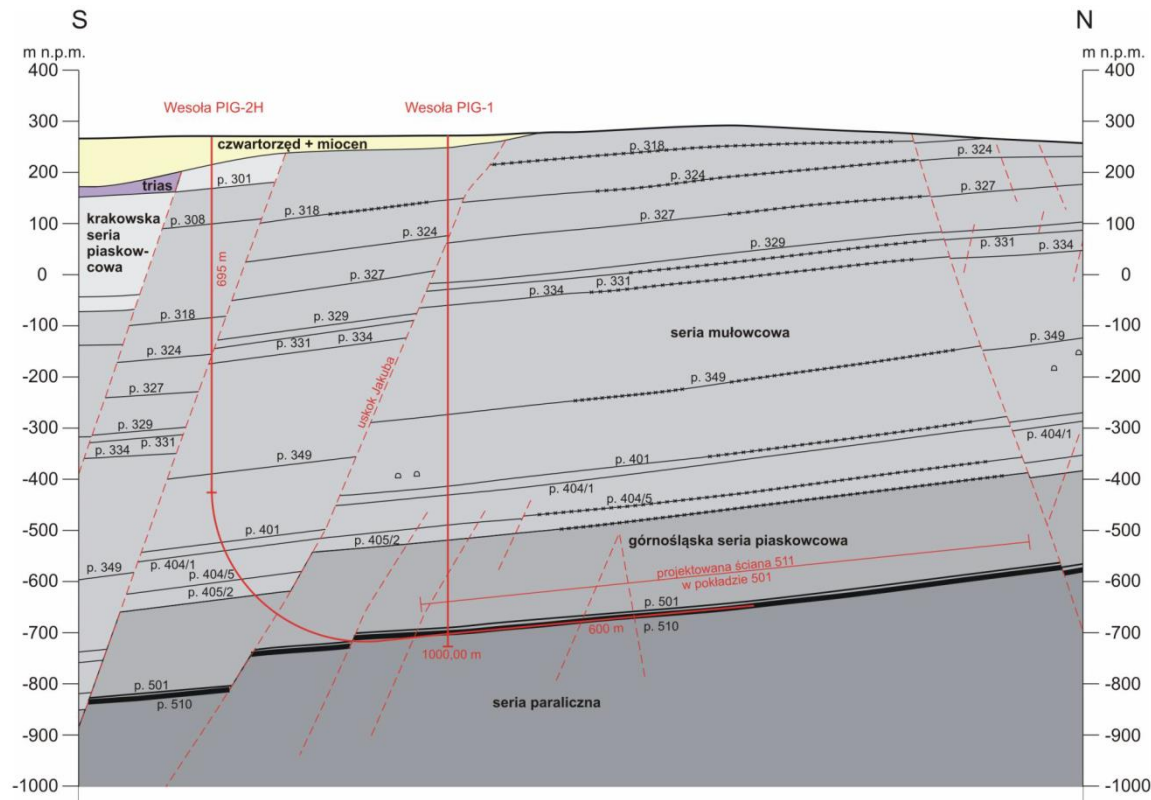 S
N
m n.p.m.
m n.p.m.
400
400
Wesoła PIG-2H
Wesoła PIG-1
300
300
czwartorzęd + miocen
p. 318
p. 324
200
200
trias
p. 301
p. 324
p. 327
krakowska
seria
piaskow-
cowa
p. 308
p. 318
p. 327
100
100
p. 324
p. 329
p. 331
p. 334
0
0
695 m
p. 327
p. 331
p. 334
p. 318
p. 329
-100
-100
seria mułowcowa
p. 324
p. 331
p. 334
p. 349
-200
-200
p. 327
p. 349
uskok Jakuba
p. 329
-300
-300
p. 334
p. 331
p. 404/1
p. 349
p. 401
-400
-400
p. 404/1
p. 404/5
-500
-500
p. 401
p. 405/2
górnośląska seria piaskowcowa
p. 349
p. 404/1
p. 404/5
projektowana ściana 511
w pokładzie 501
-600
-600
p. 405/2
p. 501
600 m
p. 510
-700
-700
1000,00 m
-800
-800
p. 501
p. 510
seria paraliczna
-900
-900
-1000
-1000